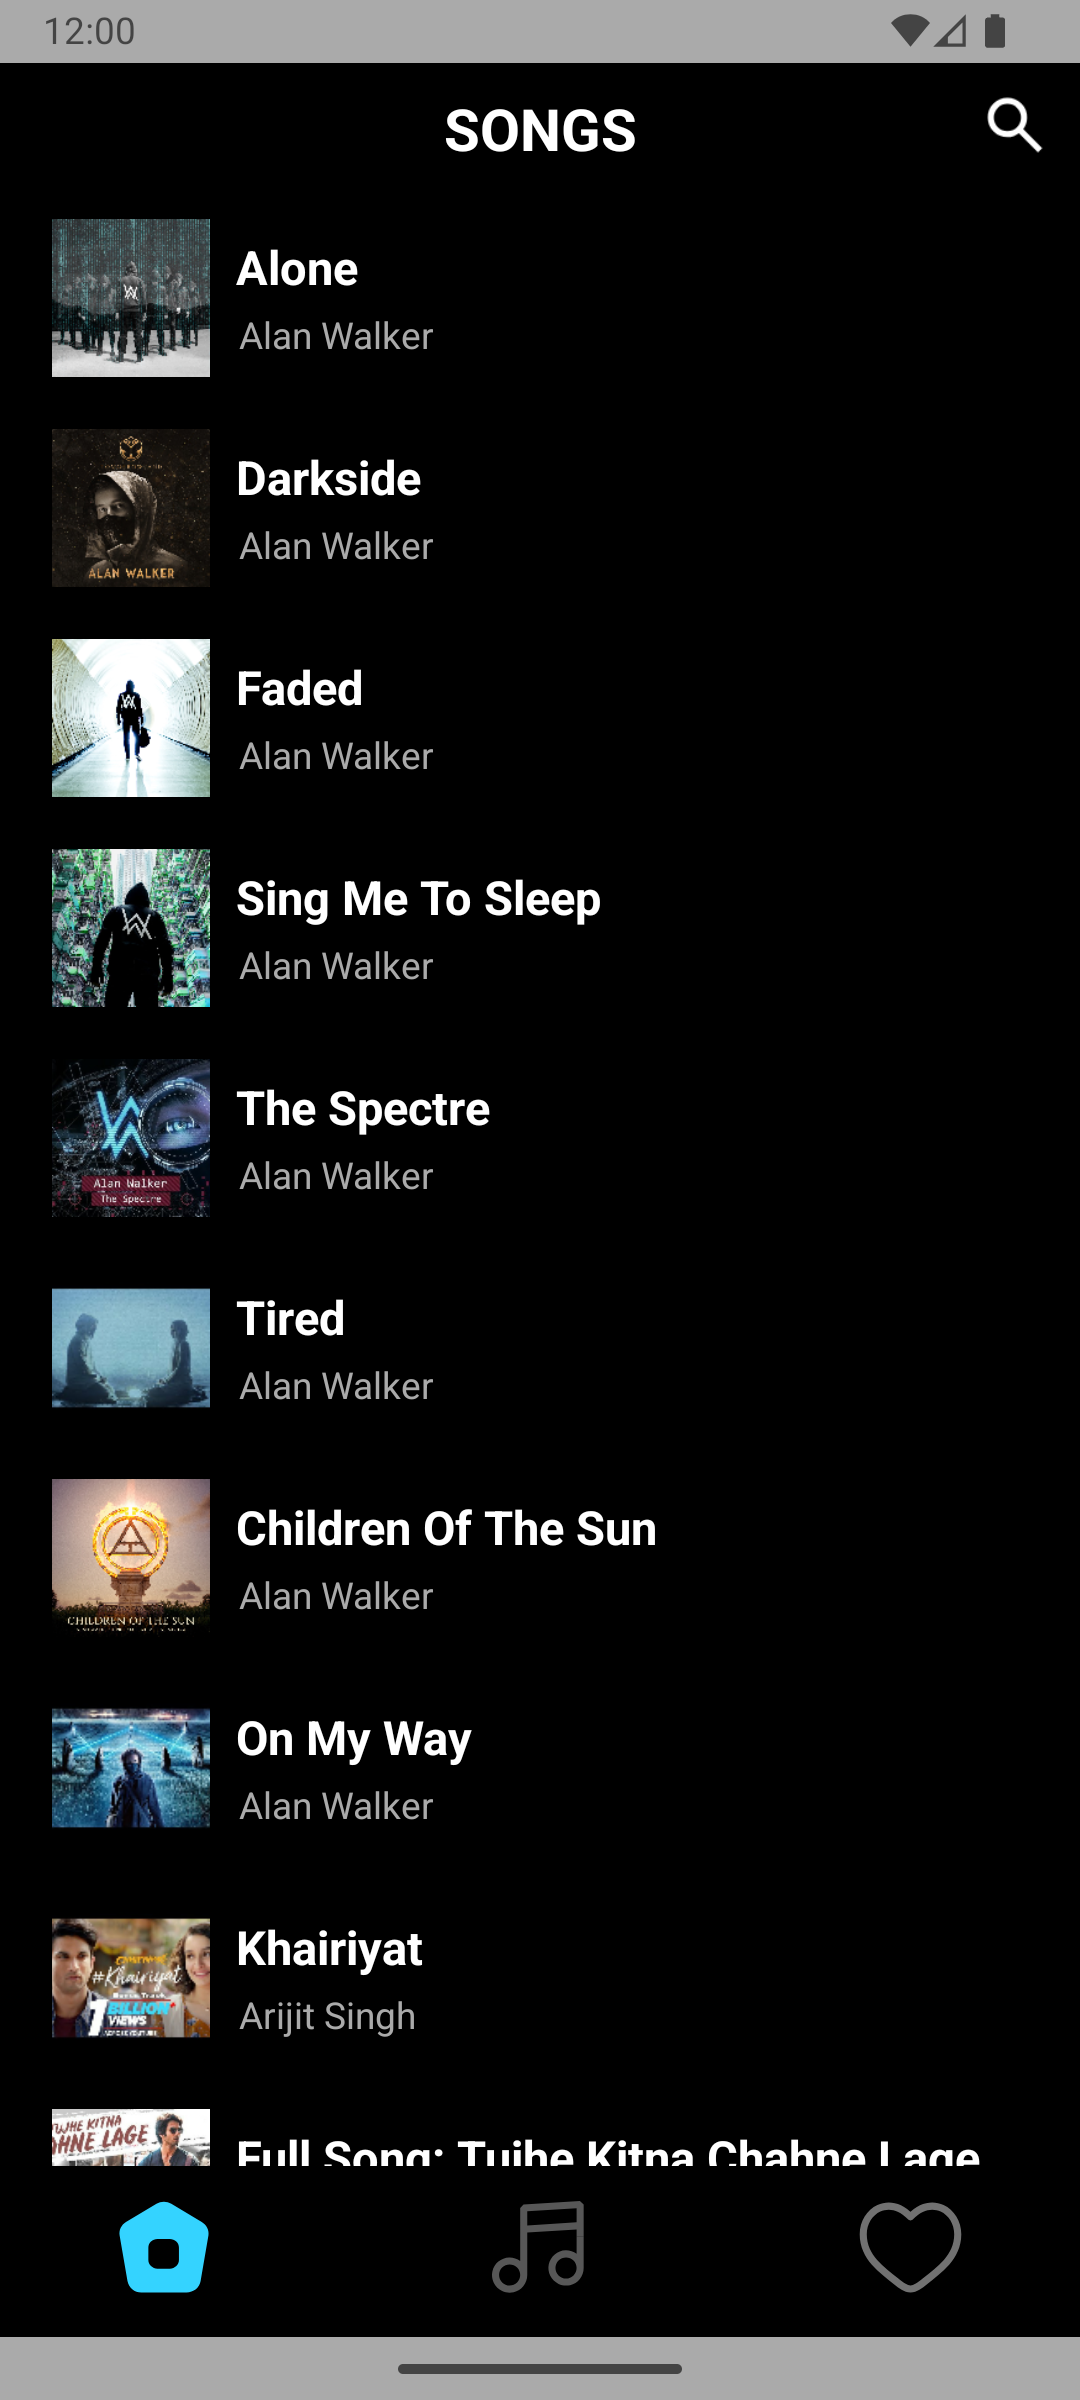 12:00
SONGS
Alone
Alan Walker
Darkside
Alan Walker
ALAN WALKER
Faded
Alan Walker
Sing Me To Sleep
Alan Walker
The Spectre
Alan Walker
Alan Walker
The Spectre
Tired
Alan Walker
Children Of The Sun
Alan Walker
CHILDREN OF THE SUN
On My Way
Alan Walker
Khairiyat
Arijit Singh
#Khairiyat
1 BILLION
VIEWS
Full Song: Tujhe Kitna Chahne Lage
TUJHE KITNA
CHAHNE LAGE